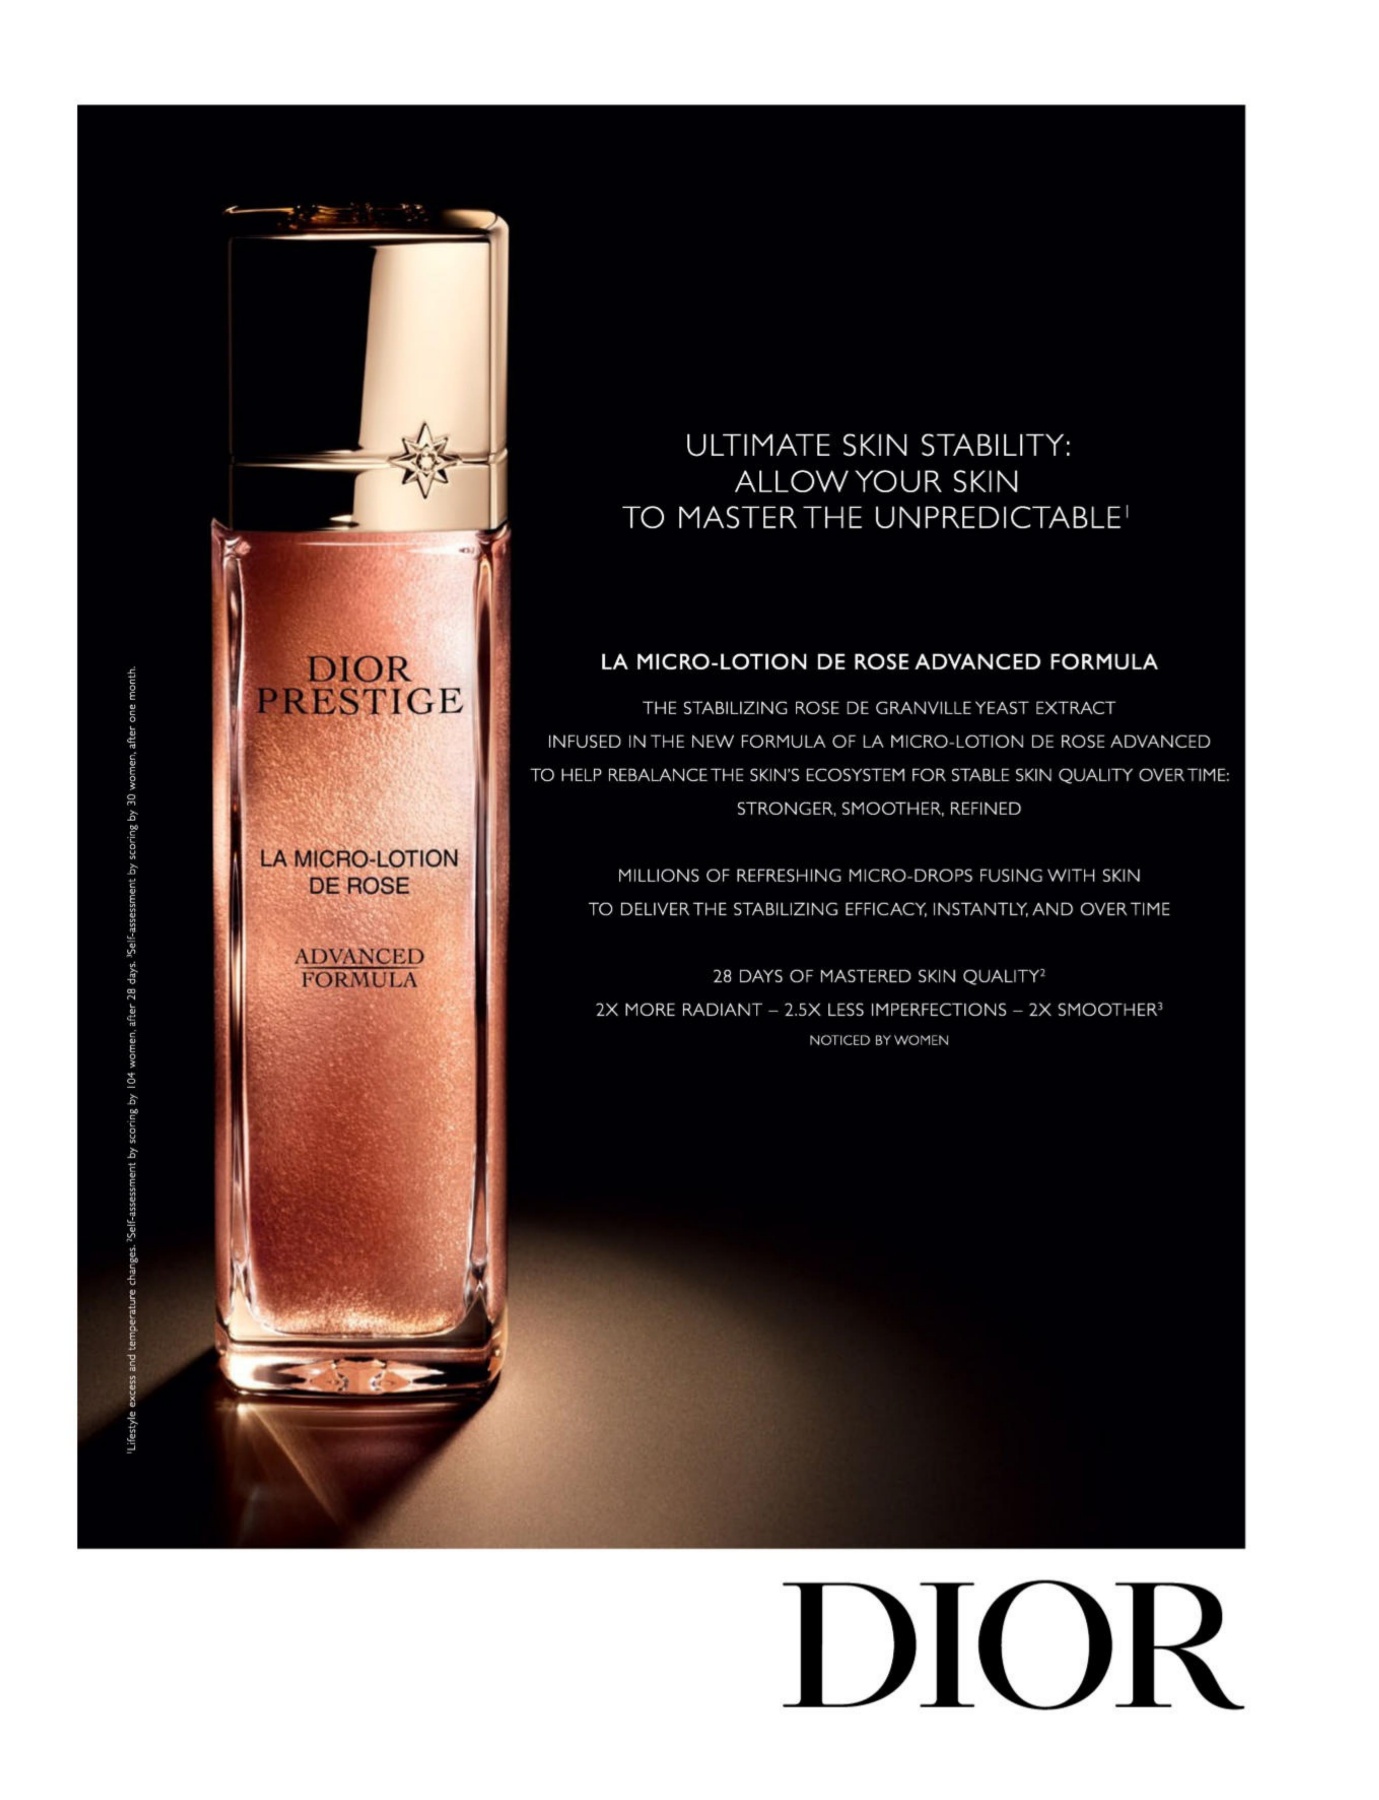 ULTIMATE SKIN STABILITY:
ALLOW YOUR SKIN
TO MASTER THE UNPREDICTABLE¹
LA MICRO-LOTION DE ROSE ADVANCED FORMULA
THE STABILIZING ROSE DE GRANVILLE YEAST EXTRACT
INFUSED IN THE NEW FORMULA OF LA MICRO-LOTION DE ROSE ADVANCED
TO HELP REBALANCE THE SKIN'S ECOSYSTEM FOR STABLE SKIN QUALITY OVER TIME:
STRONGER, SMOOTHER, REFINED
MILLIONS OF REFRESHING MICRO-DROPS FUSING WITH SKIN
TO DELIVER THE STABILIZING EFFICACY, INSTANTLY, AND OVER TIME
28 DAYS OF MASTERED SKIN QUALITY²
2X MORE RADIANT – 2.5X LESS IMPERFECTIONS – 2X SMOOTHER³
NOTICED BY WOMEN
DIOR
PRESTIGE
LA MICRO-LOTION
DE ROSE
ADVANCED
FORMULA
¹Lifestyle excess and temperature changes. ²Self-assessment by scoring by 104 women, after 28 days. ³Self-assessment by scoring by 30 women, after one month.
DIOR